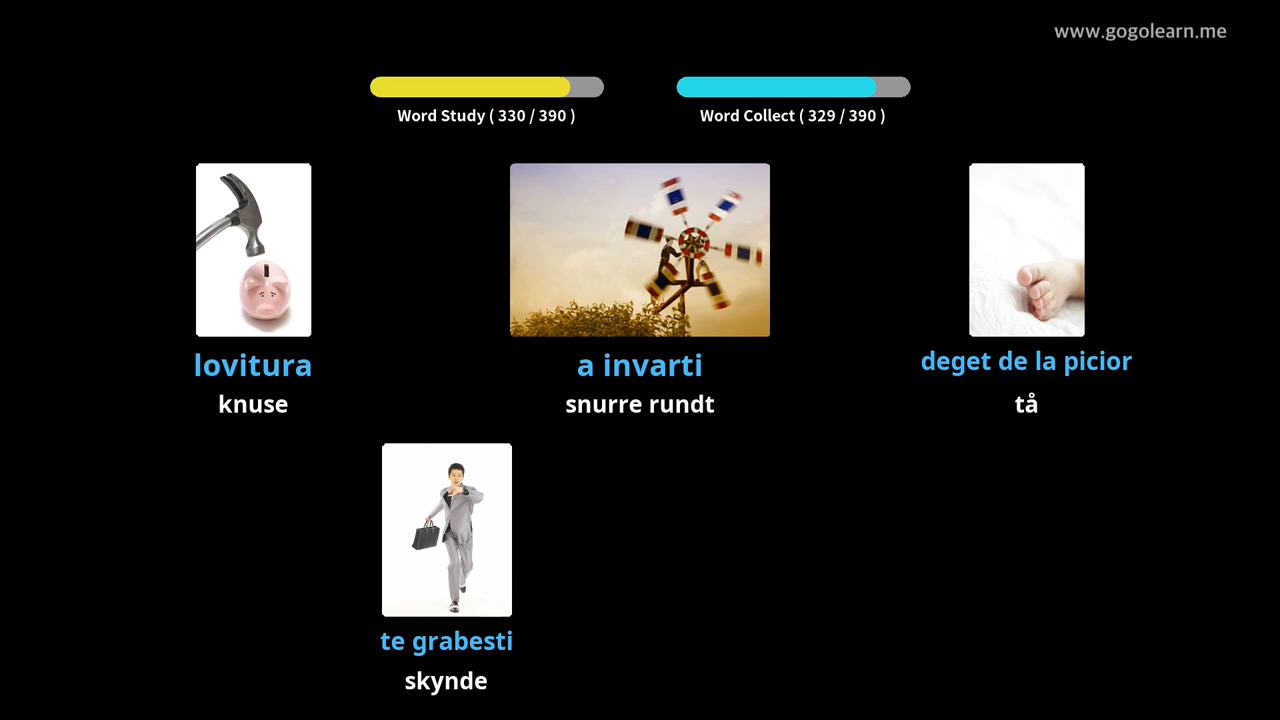 www.gogolearn.me
Word Study ( 330 / 390 )
Word Collect ( 329 / 390 )
lovitura
knuse
a invarti
snurre rundt
deget de la picior
tå
te grabesti
skynde